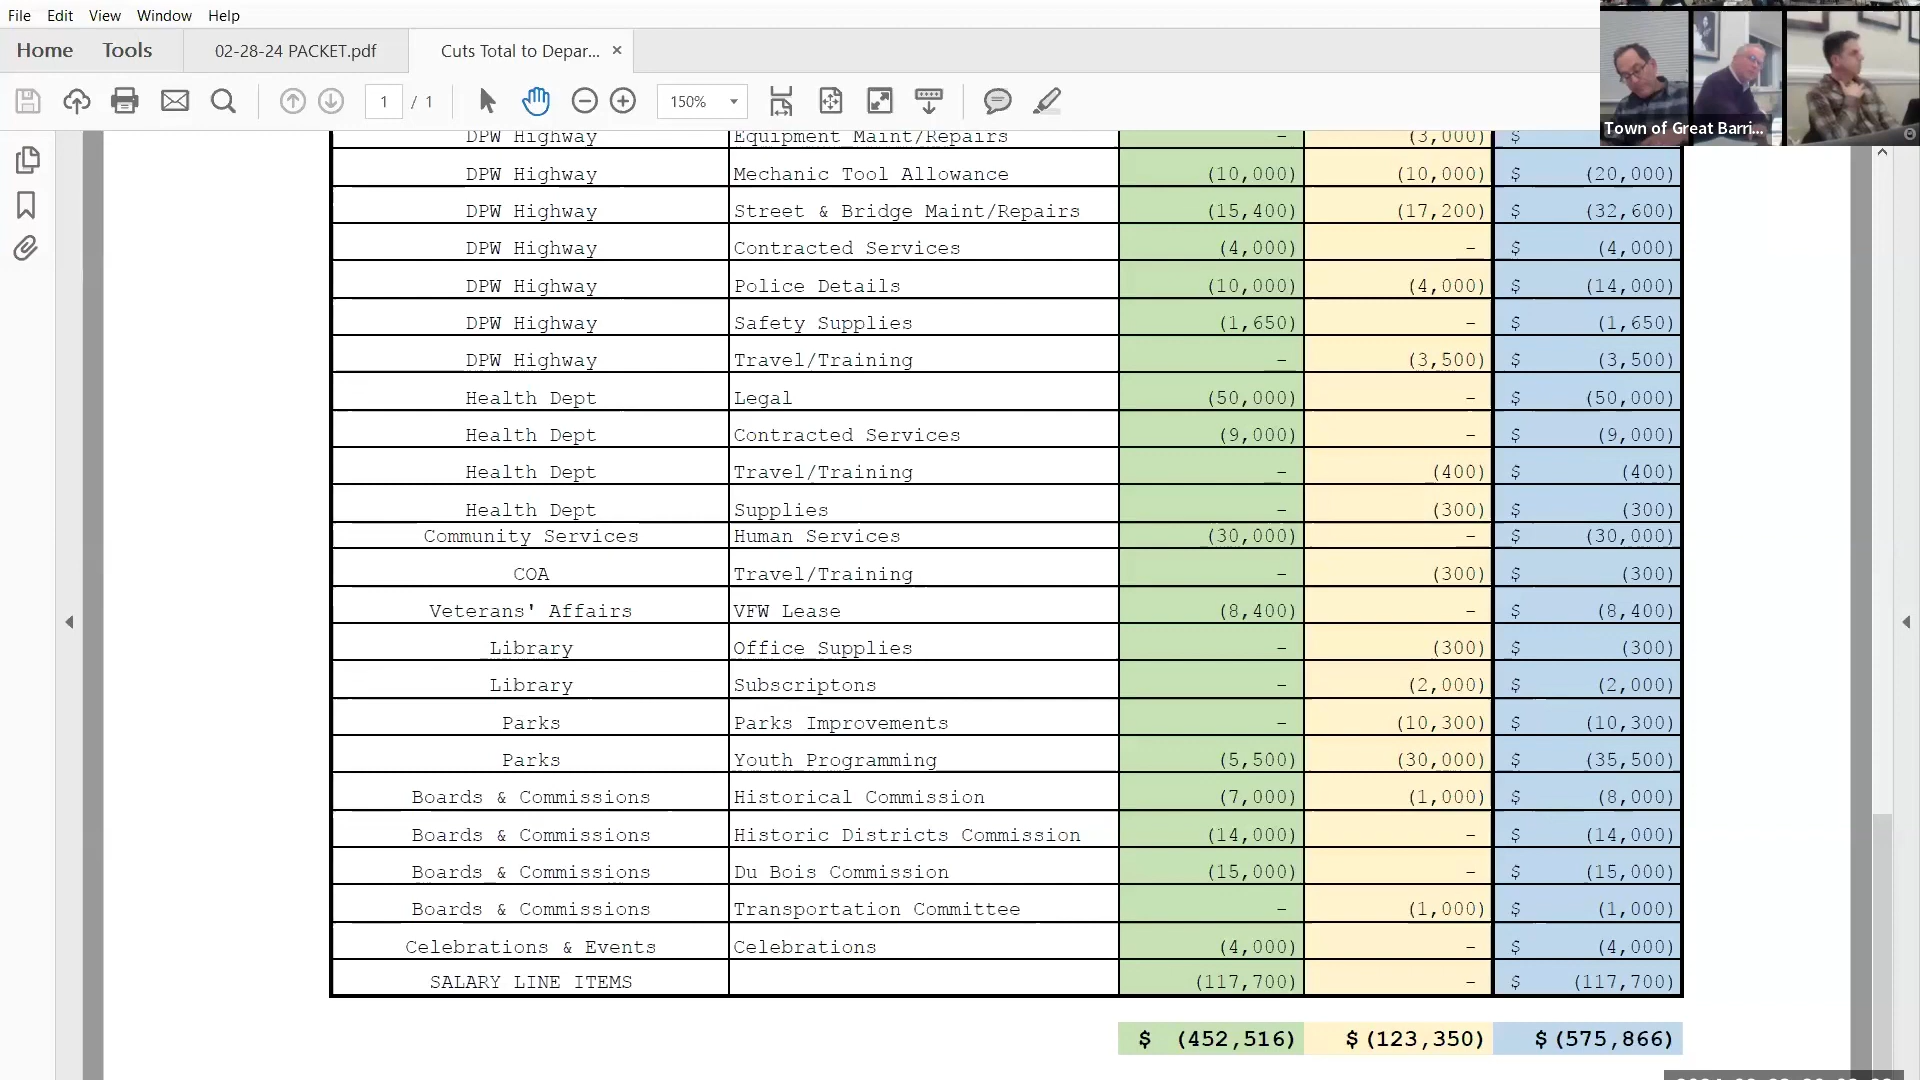 File Edit View Window Help
Home Tools 02-28-24 PACKET.pdf Cuts Total to Depar... ×
1 / 1 150%
Town of Great Barri...
DPW Highway Equipment Maint/Repairs - (3,000) $
DPW Highway Mechanic Tool Allowance (10,000) (10,000) $ (20,000)
DPW Highway Street & Bridge Maint/Repairs (15,400) (17,200) $ (32,600)
DPW Highway Contracted Services (4,000) - $ (4,000)
DPW Highway Police Details (10,000) (4,000) $ (14,000)
DPW Highway Safety Supplies (1,650) - $ (1,650)
DPW Highway Travel/Training - (3,500) $ (3,500)
Health Dept Legal (50,000) - $ (50,000)
Health Dept Contracted Services (9,000) - $ (9,000)
Health Dept Travel/Training - (400) $ (400)
Health Dept Supplies - (300) $ (300)
Community Services Human Services (30,000) - $ (30,000)
COA Travel/Training - (300) $ (300)
Veterans' Affairs VFW Lease (8,400) - $ (8,400)
Library Office Supplies - (300) $ (300)
Library Subscriptons - (2,000) $ (2,000)
Parks Parks Improvements - (10,300) $ (10,300)
Parks Youth Programming (5,500) (30,000) $ (35,500)
Boards & Commissions Historical Commission (7,000) (1,000) $ (8,000)
Boards & Commissions Historic Districts Commission (14,000) - $ (14,000)
Boards & Commissions Du Bois Commission (15,000) - $ (15,000)
Boards & Commissions Transportation Committee - (1,000) $ (1,000)
Celebrations & Events Celebrations (4,000) - $ (4,000)
SALARY LINE ITEMS (117,700) - $ (117,700)
$ (452,516) $ (123,350) $ (575,866)